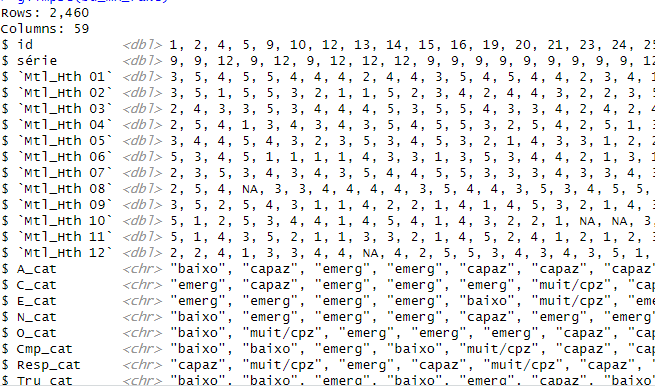 Rows: 2,460
Columns: 59
$ id <dbl> 1, 2, 4, 5, 9, 10, 12, 13, 14, 15, 16, 19, 20, 21, 23, 24, 25
$ série <dbl> 9, 9, 12, 9, 12, 9, 12, 12, 12, 9, 9, 9, 9, 9, 9, 9, 9, 12
$ `Mtl_Hth 01` <dbl> 3, 5, 4, 5, 5, 4, 4, 4, 2, 4, 4, 3, 5, 4, 5, 4, 4, 2, 3, 4, 1
$ `Mtl_Hth 02` <dbl> 3, 5, 1, 5, 5, 3, 2, 1, 1, 5, 2, 3, 4, 2, 4, 4, 3, 2, 2, 3, 5
$ `Mtl_Hth 03` <dbl> 2, 4, 3, 3, 5, 3, 4, 4, 4, 5, 3, 5, 5, 4, 3, 3, 4, 2, 4, 2, 4
$ `Mtl_Hth 04` <dbl> 2, 5, 4, 1, 3, 4, 3, 4, 3, 5, 4, 5, 5, 3, 2, 5, 4, 2, 5, 1, 3
$ `Mtl_Hth 05` <dbl> 3, 4, 4, 5, 4, 3, 2, 3, 5, 3, 4, 5, 3, 2, 1, 4, 3, 3, 1, 2, 2
$ `Mtl_Hth 06` <dbl> 5, 3, 4, 5, 1, 1, 1, 1, 4, 3, 3, 1, 3, 5, 3, 4, 2, 4, 1, 3, 1
$ `Mtl_Hth 07` <dbl> 2, 3, 5, 3, 4, 3, 4, 3, 5, 4, 4, 5, 5, 3, 3, 3, 4, 3, 3, 4, 3
$ `Mtl_Hth 08` <dbl> 2, 5, 4, NA, 3, 3, 4, 4, 4, 4, 3, 5, 4, 4, 3, 5, 3, 4, 5, 5,
$ `Mtl_Hth 09` <dbl> 3, 5, 2, 5, 4, 3, 1, 1, 4, 2, 2, 1, 4, 1, 4, 5, 3, 2, 1, 4, 3
$ `Mtl_Hth 10` <dbl> 5, 1, 2, 5, 3, 4, 4, 1, 4, 5, 4, 1, 4, 3, 2, 2, 1, NA, NA, 3,
$ `Mtl_Hth 11` <dbl> 5, 1, 4, 3, 5, 2, 1, 1, 3, 3, 2, 1, 4, 5, 2, 4, 1, 2, 1, 2, 3
$ `Mtl_Hth 12` <dbl> 2, 2, 4, 1, 3, 3, 4, 4, NA, 4, 2, 5, 5, 3, 4, 3, 4, 3, 5, 1,
$ A_cat <chr> "baixo", "capaz", "emerg", "emerg", "capaz", "capaz", "capaz"
$ C_cat <chr> "emerg", "capaz", "emerg", "emerg", "emerg", "muit/cpz", "cap
$ E_cat <chr> "emerg", "emerg", "emerg", "emerg", "baixo", "muit/cpz", "eme
$ N_cat <chr> "baixo", "emerg", "baixo", "baixo", "capaz", "emerg", "emerg
$ O_cat <chr> "baixo", "muit/cpz", "emerg", "emerg", "emerg", "capaz", "cap
$ Cmp_cat <chr> "baixo", "baixo", "emerg", "baixo", "muit/cpz", "capaz", "cap
$ Resp_cat <chr> "capaz", "muit/cpz", "emerg", "capaz", "muit/cpz", "capaz",
$ Tru_cat <chr> "baixo", "baixo", "baixo", "emerg", "emerg", "capaz", "baixo"